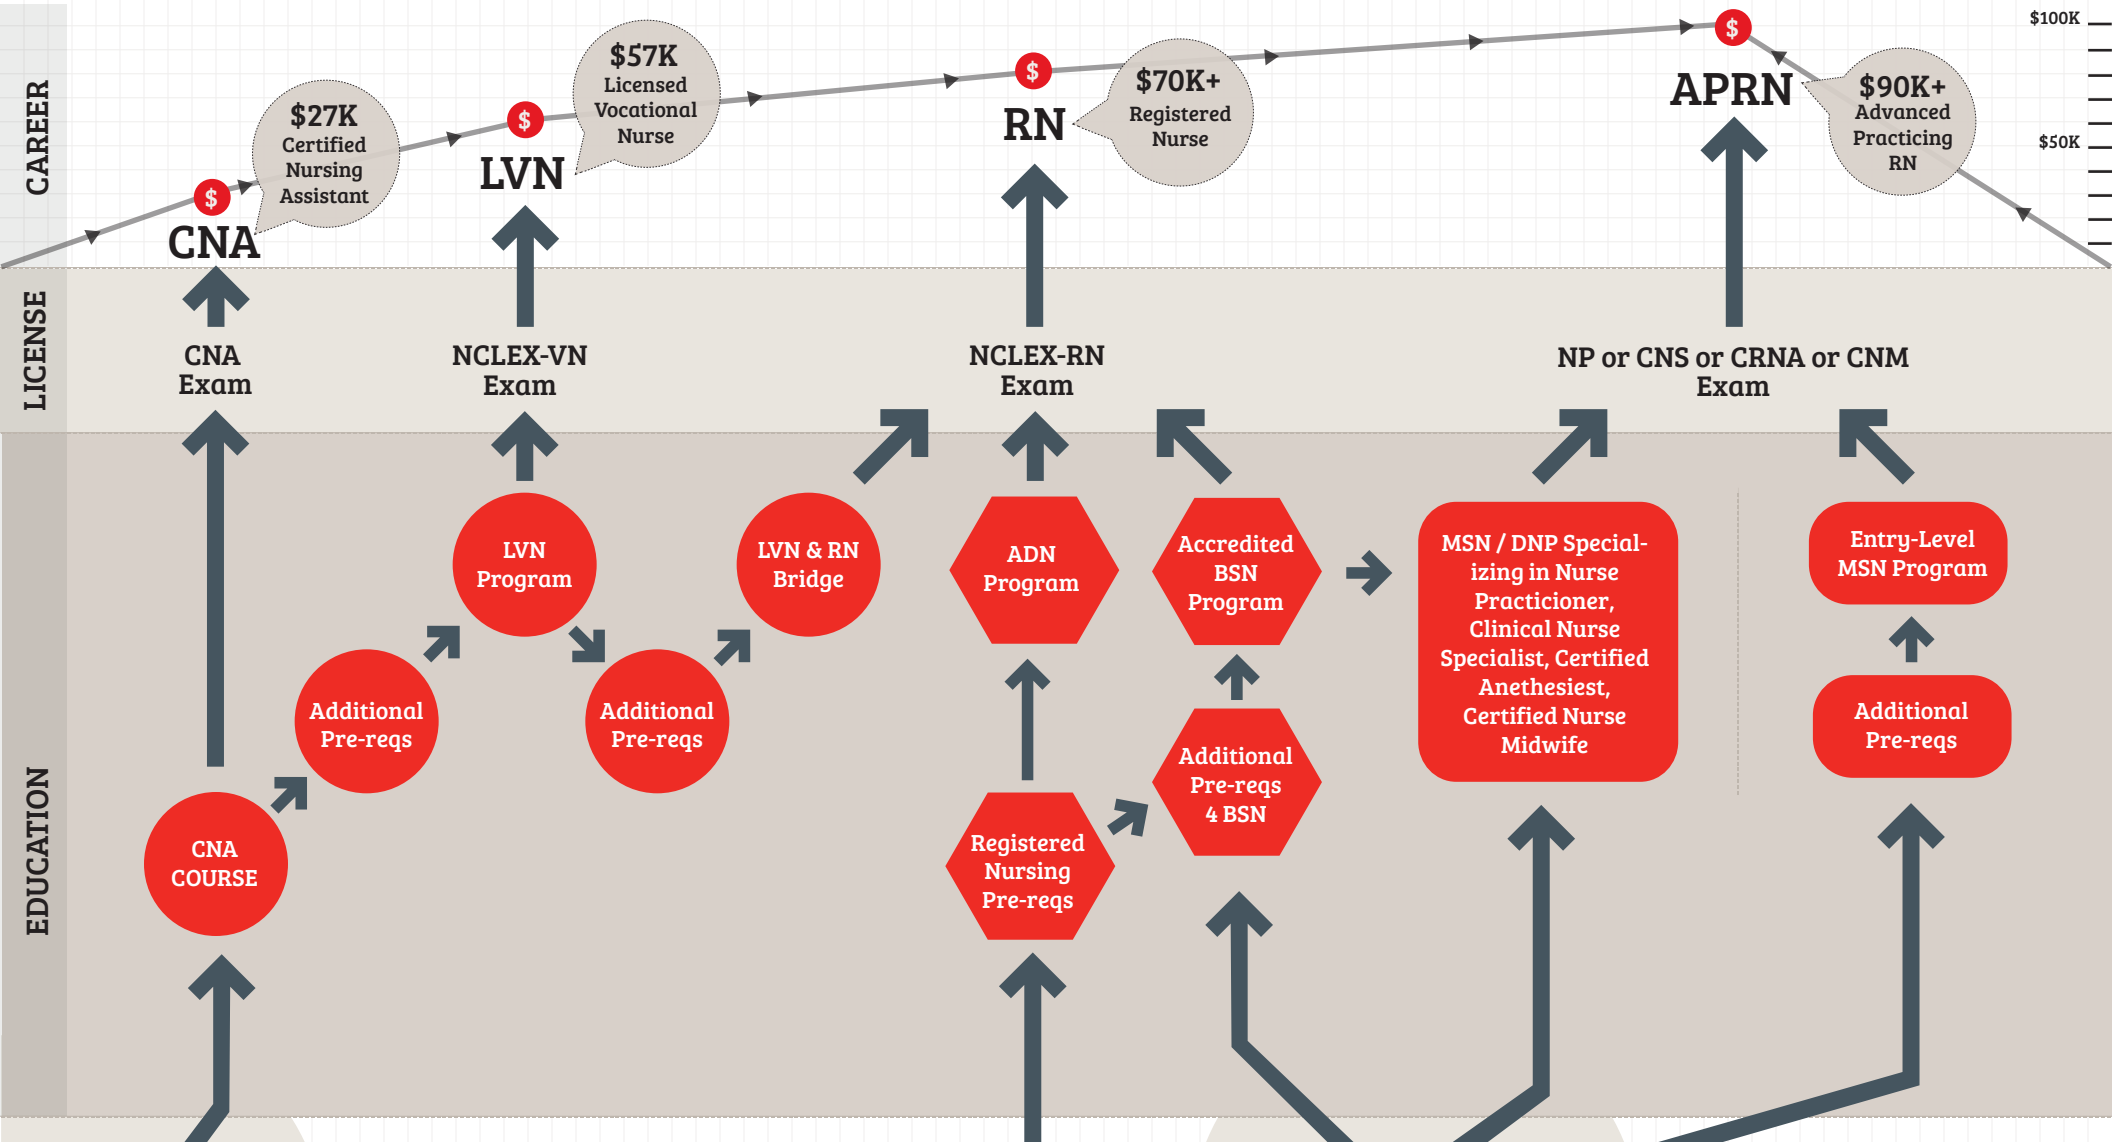 CAREER
$100K
$50K
$27K
Certified
Nursing
Assistant
CNA
$57K
Licensed
Vocational
Nurse
LVN
$
$
$
$
RN
$70K+
Registered
Nurse
APRN
$90K+
Advanced
Practicing
RN
LICENSE
CNA
Exam
NCLEX-VN
Exam
NCLEX-RN
Exam
NP or CNS or CRNA or CNM
Exam
EDUCATION
CNA
COURSE
Additional
Pre-reqs
LVN
Program
Additional
Pre-reqs
LVN & RN
Bridge
ADN
Program
Registered
Nursing
Pre-reqs
Accredited
BSN
Program
Additional
Pre-reqs
4 BSN
MSN / DNP Special-
izing in Nurse
Practicioner,
Clinical Nurse
Specialist, Certified
Anethesiest,
Certified Nurse
Midwife
Entry-Level
MSN Program
Additional
Pre-reqs